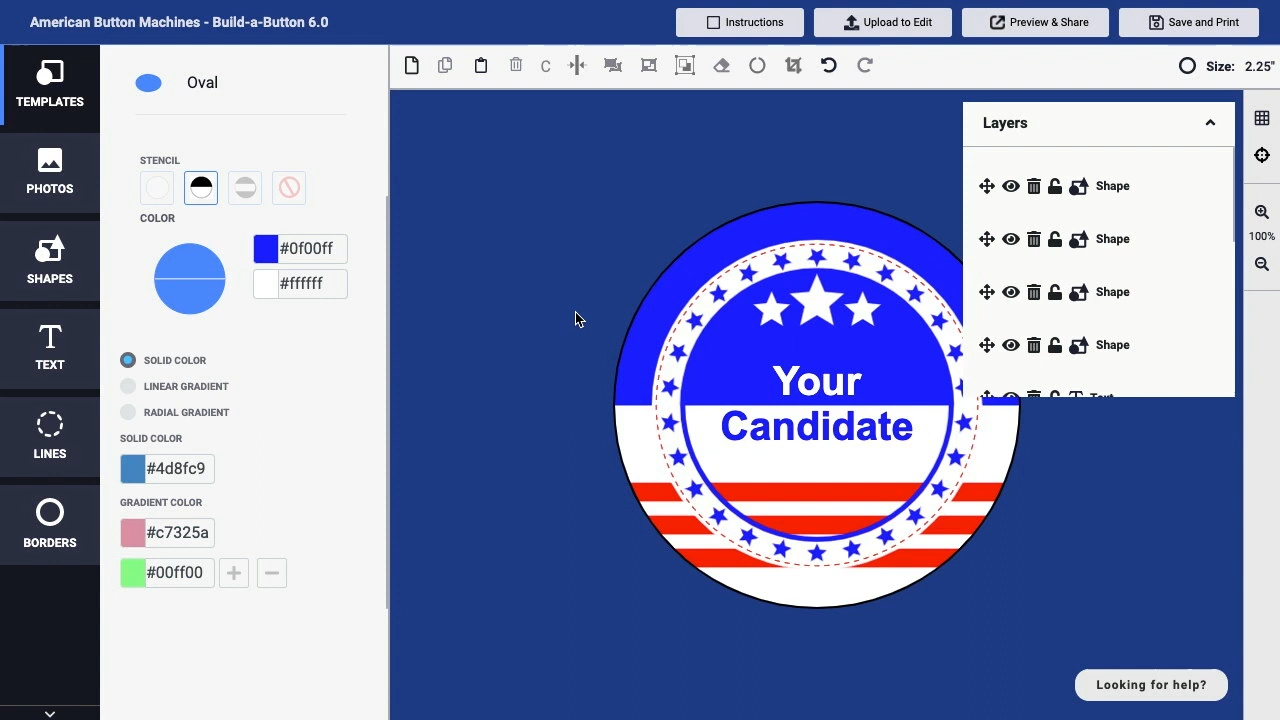 American Button Machines - Build-a-Button 6.0
Instructions
Upload to Edit
Preview & Share
Save and Print
TEMPLATES
PHOTOS
SHAPES
TEXT
LINES
BORDERS
Oval
STENCIL
COLOR
#0f00ff
#ffffff
SOLID COLOR
LINEAR GRADIENT
RADIAL GRADIENT
SOLID COLOR
#4d8fc9
GRADIENT COLOR
#c7325a
#00ff00
C
Size: 2.25"
Layers
Shape
Shape
Shape
Shape
Text
100%
Your
Candidate
Looking for help?